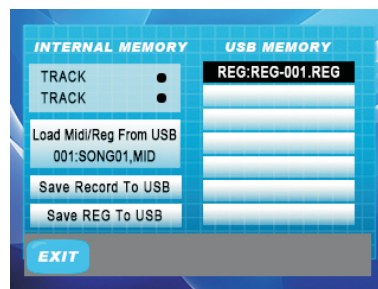 INTERNAL MEMORY
TRACK
TRACK
Load Midi/Reg From USB
001:SONG01,MID
Save Record To USB
Save REG To USB
USB MEMORY
REG:REG-001.REG
EXIT